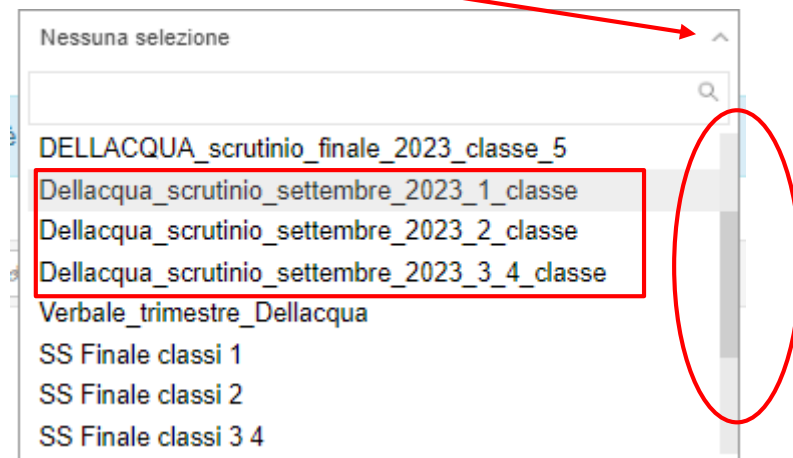 Nessuna selezione
DELLACQUA_scrutinio_finale_2023_classe_5
Dellacqua_scrutinio_settembre_2023_1_classe
Dellacqua_scrutinio_settembre_2023_2_classe
Dellacqua_scrutinio_settembre_2023_3_4_classe
Verbale_trimestre_Dellacqua
SS Finale classi 1
SS Finale classi 2
SS Finale classi 3 4